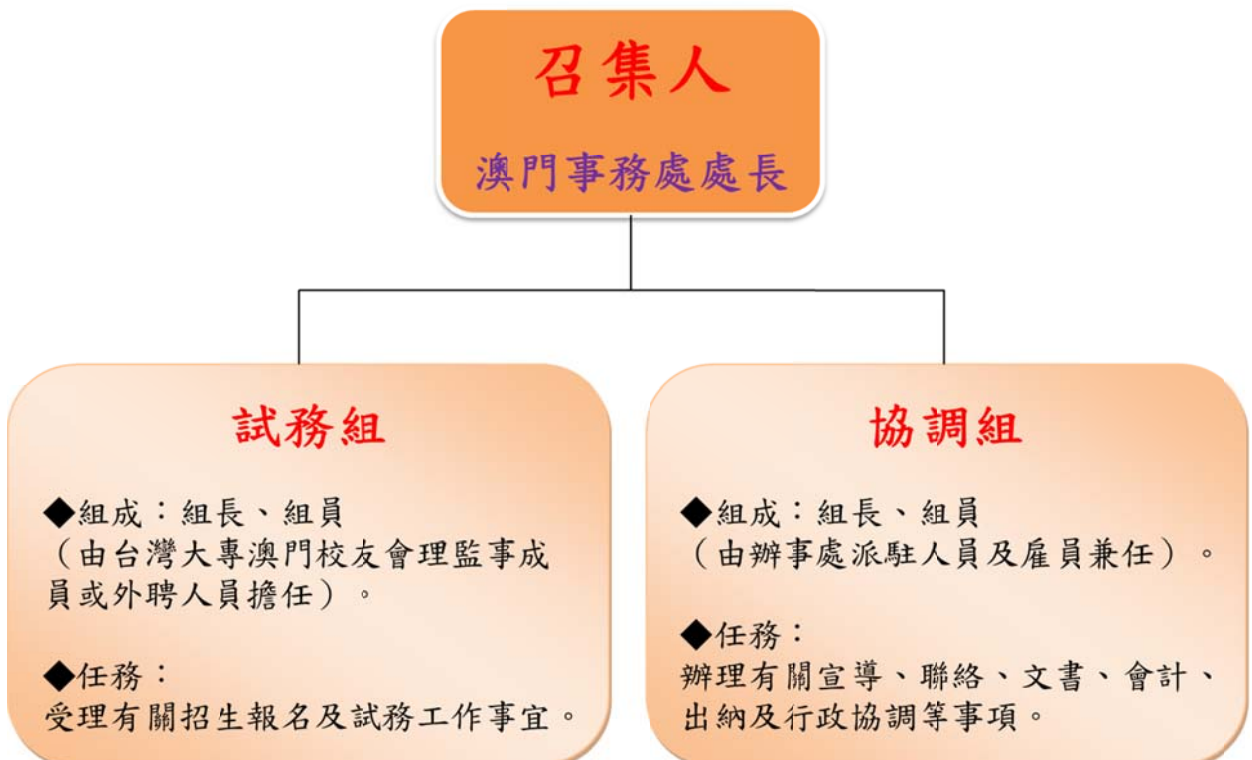 召集人
澳門事務處處長
試務組
◆組成：組長、組員
（由台灣大專澳門校友會理監事成
員或外聘人員擔任）。
◆任務：
受理有關招生報名及試務工作事宜。
協調組
◆組成：組長、組員
（由辦事處派駐人員及雇員兼任）。
◆任務：
辦理有關宣導、聯絡、文書、會計、
出納及行政協調等事項。